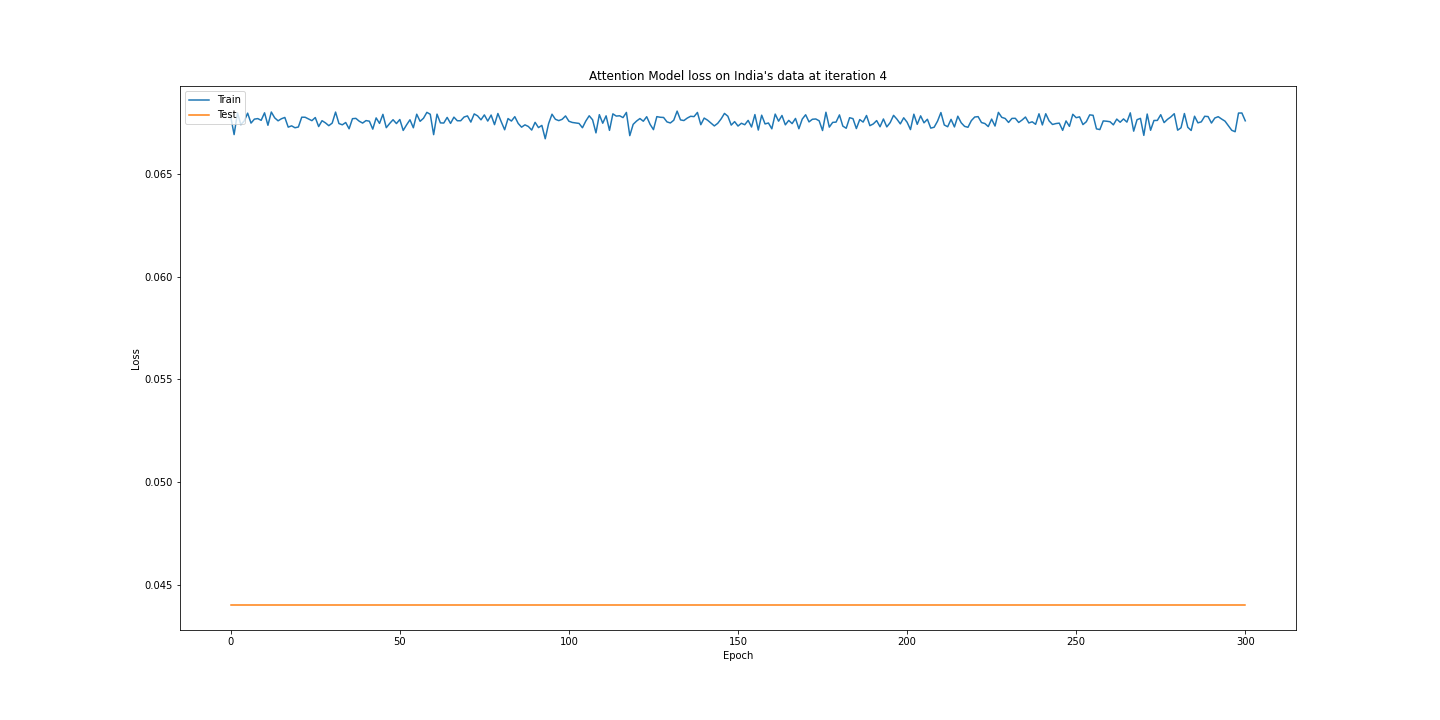 Attention Model loss on India's data at iteration 4
Train
Test
0.065
0.060
0.055
0.050
0.045
Loss
0 50 100 150 200 250 300
Epoch